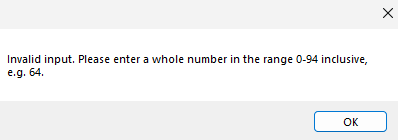 Invalid input. Please enter a whole number in the range 0-94 inclusive,
e.g. 64.
OK